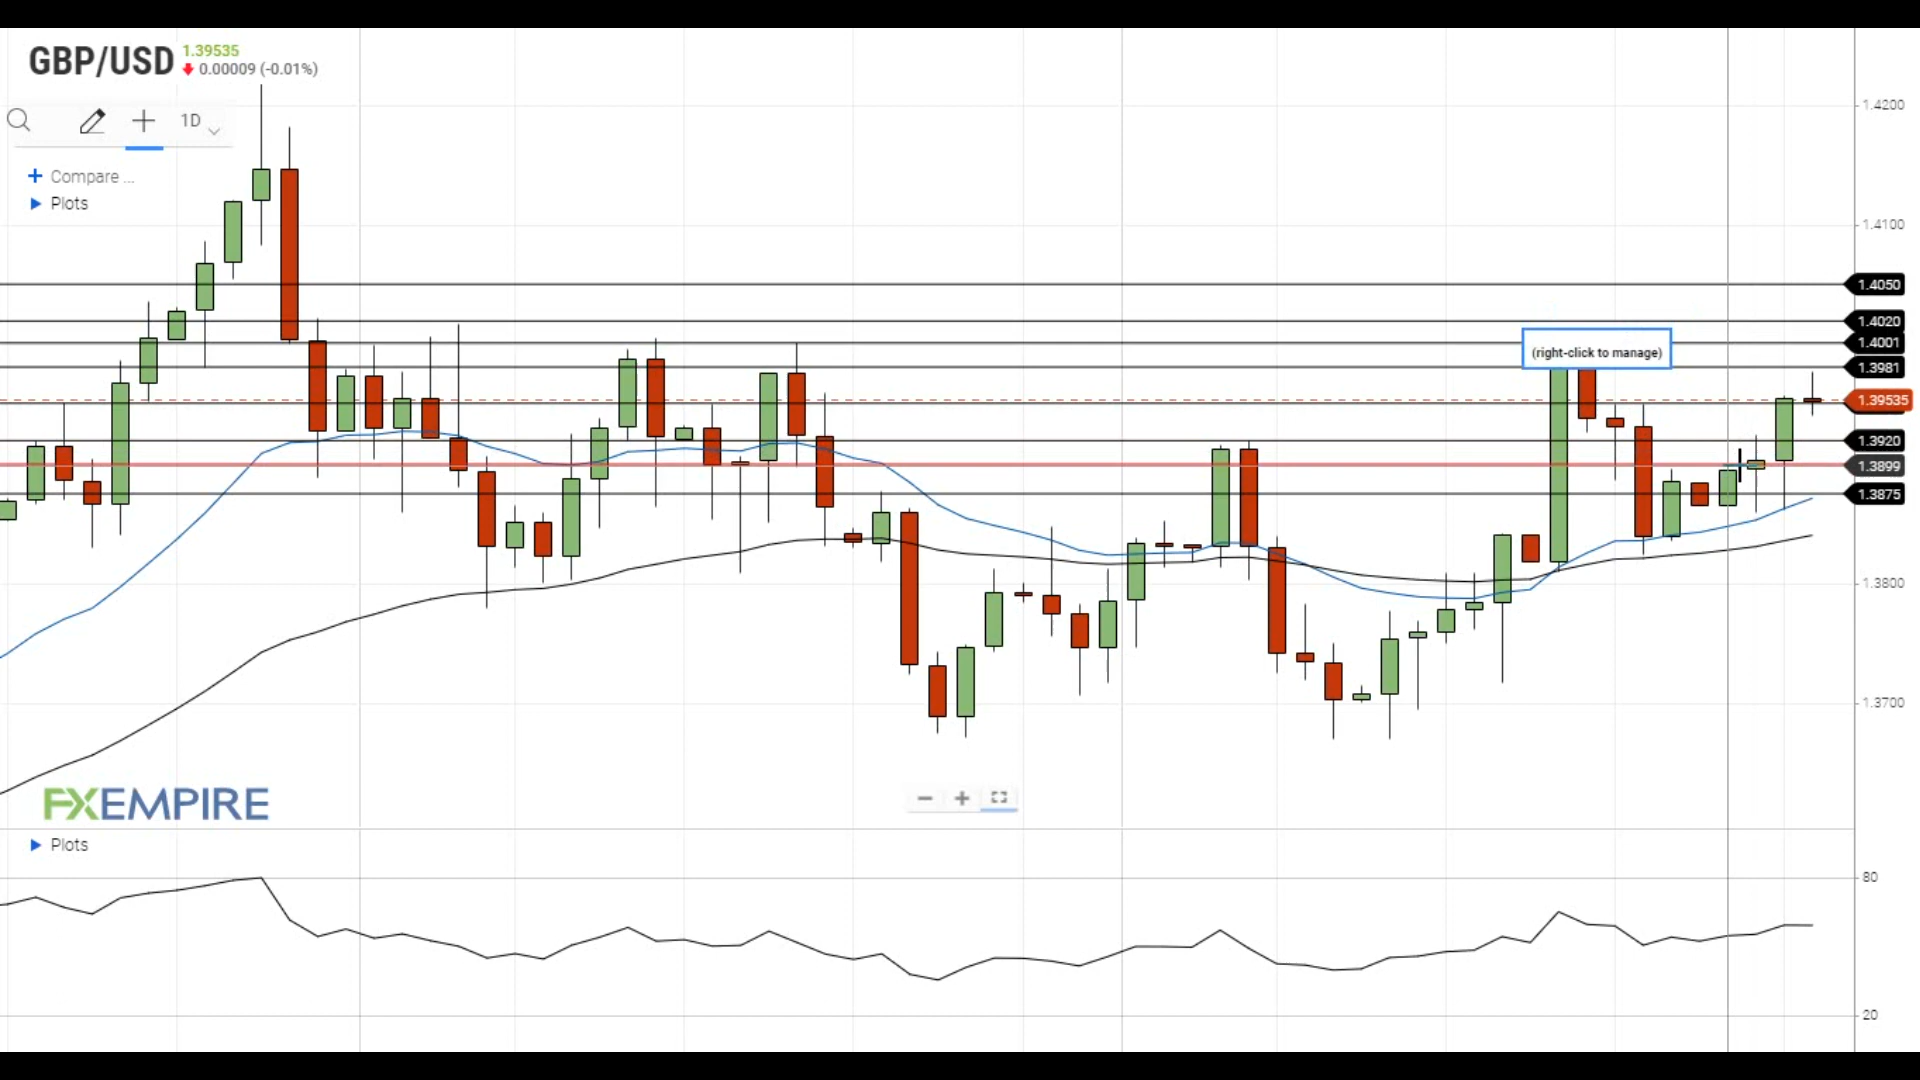 GBP/USD
1.39535
0.00009 (-0.01%)
1D
Compare ...
Plots
1.4200
1.4100
1.4050
1.4020
1.4001
(right-click to manage)
1.3981
1.39535
1.3920
1.3899
1.3875
1.3800
1.3700
FXEMPIRE
Plots
80
20